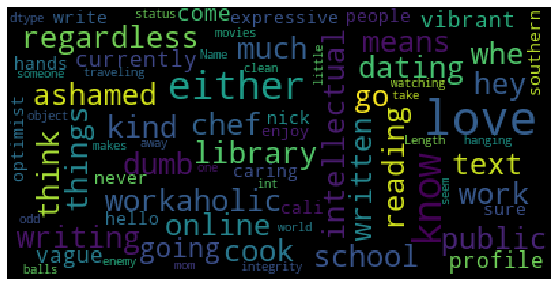 dtype write status come expressive people vibrant
regardless movies southern
hands currently Name much means whe
someone traveling clean little dating watching hey
ashamed either take
optimist object kind chef nick intellectual go love
think things makes away library enjoy written reading Length hanging
dumb one caring know text
never workaholic int cali seem work sure
odd hello online world public
writing going cook school
vague enemy mom integrity profile
balls